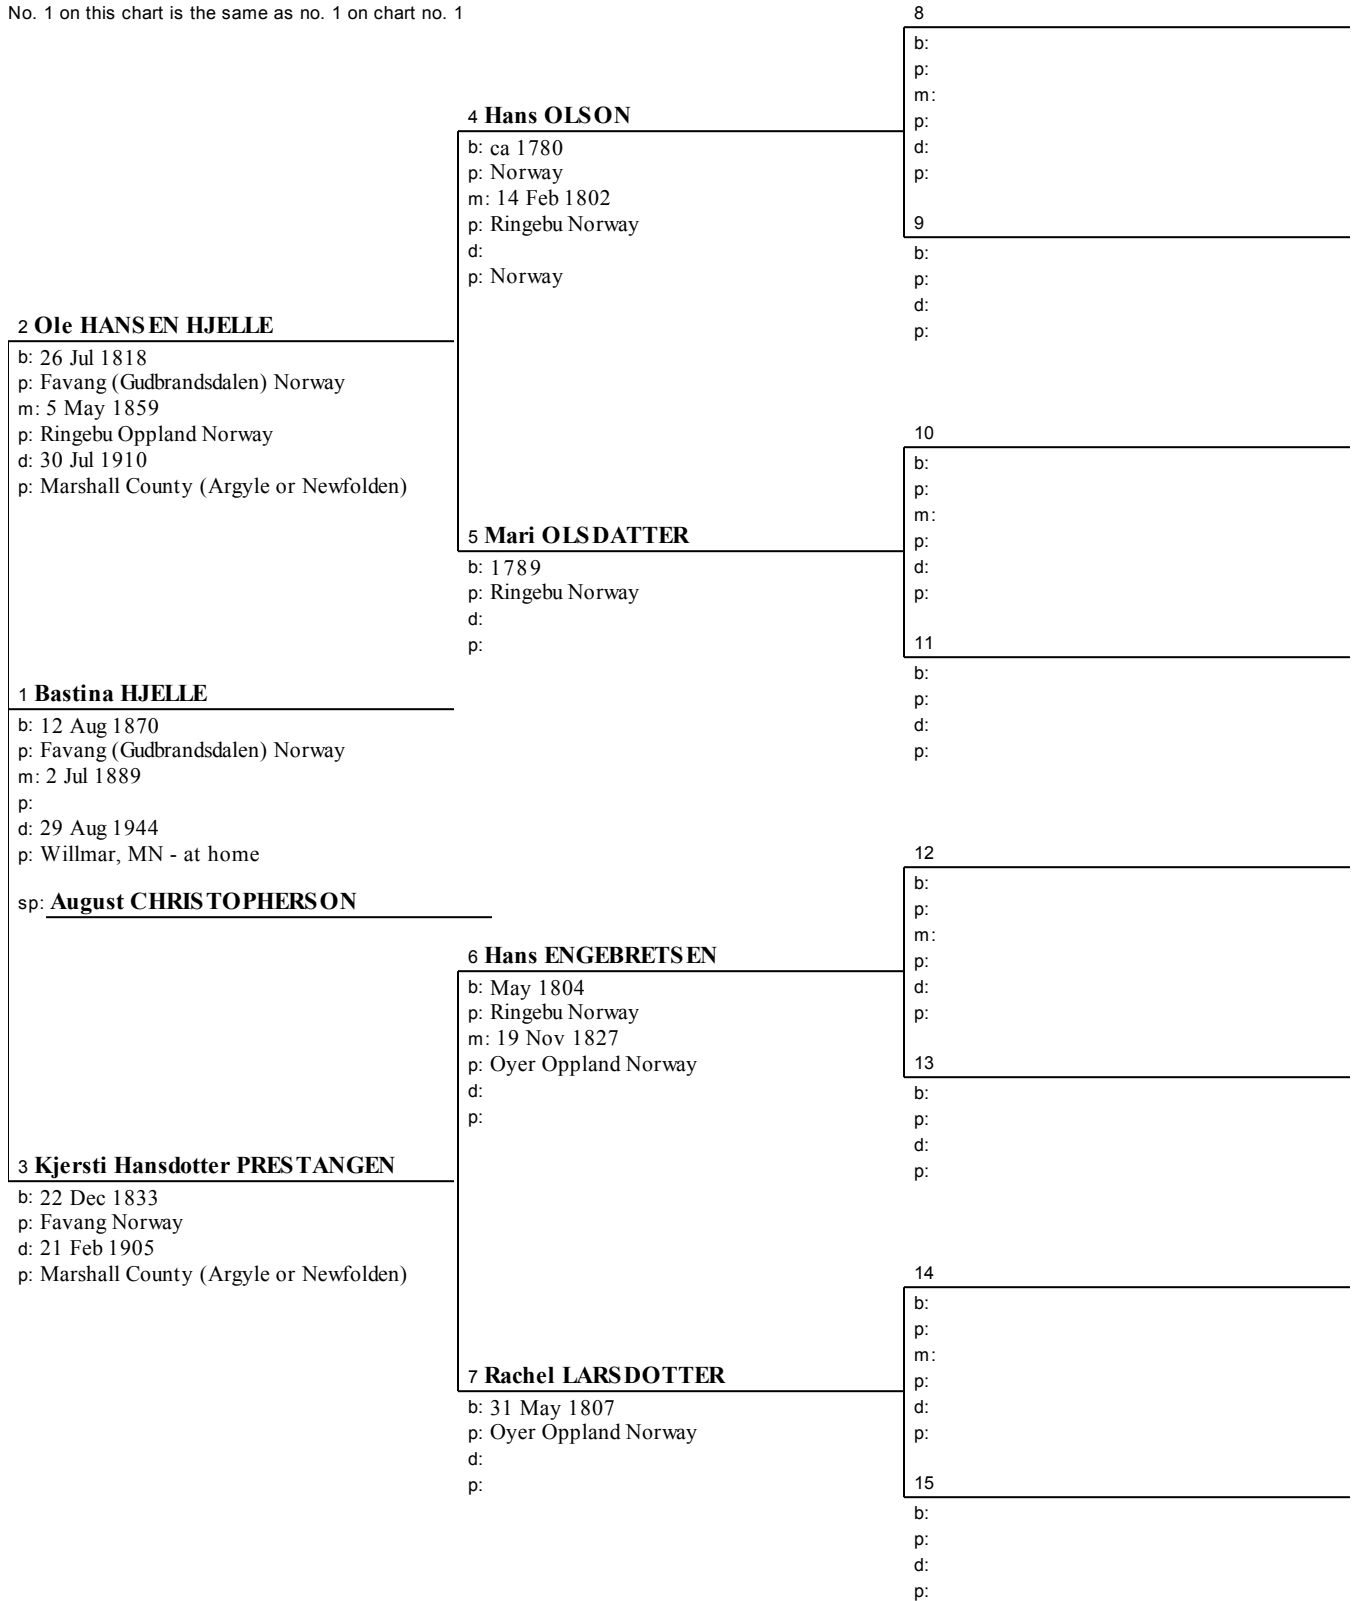 No. 1 on this chart is the same as no. 1 on chart no. 1
8
b:
p:
m:
p:
d:
p:
4 Hans OLSON
b: ca 1780
p: Norway
m: 14 Feb 1802
p: Ringebu Norway
d:
p: Norway
9
b:
p:
d:
p:
2 Ole HANSEN HJELLE
b: 26 Jul 1818
p: Favang (Gudbrandsdalen) Norway
m: 5 May 1859
p: Ringebu Oppland Norway
d: 30 Jul 1910
p: Marshall County (Argyle or Newfolden)
10
b:
p:
m:
p:
d:
p:
5 Mari OLSDATTER
b: 1789
p: Ringebu Norway
d:
p:
11
b:
p:
d:
p:
1 Bastina HJELLE
b: 12 Aug 1870
p: Favang (Gudbrandsdalen) Norway
m: 2 Jul 1889
p:
d: 29 Aug 1944
p: Willmar, MN - at home
sp: August CHRISTOPHERSON
12
b:
p:
m:
p:
d:
p:
6 Hans ENGEBRETSEN
b: May 1804
p: Ringebu Norway
m: 19 Nov 1827
p: Oyer Oppland Norway
d:
p:
13
b:
p:
d:
p:
3 Kjersti Hansdotter PRESTANGEN
b: 22 Dec 1833
p: Favang Norway
d: 21 Feb 1905
p: Marshall County (Argyle or Newfolden)
14
b:
p:
m:
p:
d:
p:
7 Rachel LARSDOTTER
b: 31 May 1807
p: Oyer Oppland Norway
d:
p:
15
b:
p:
d:
p: